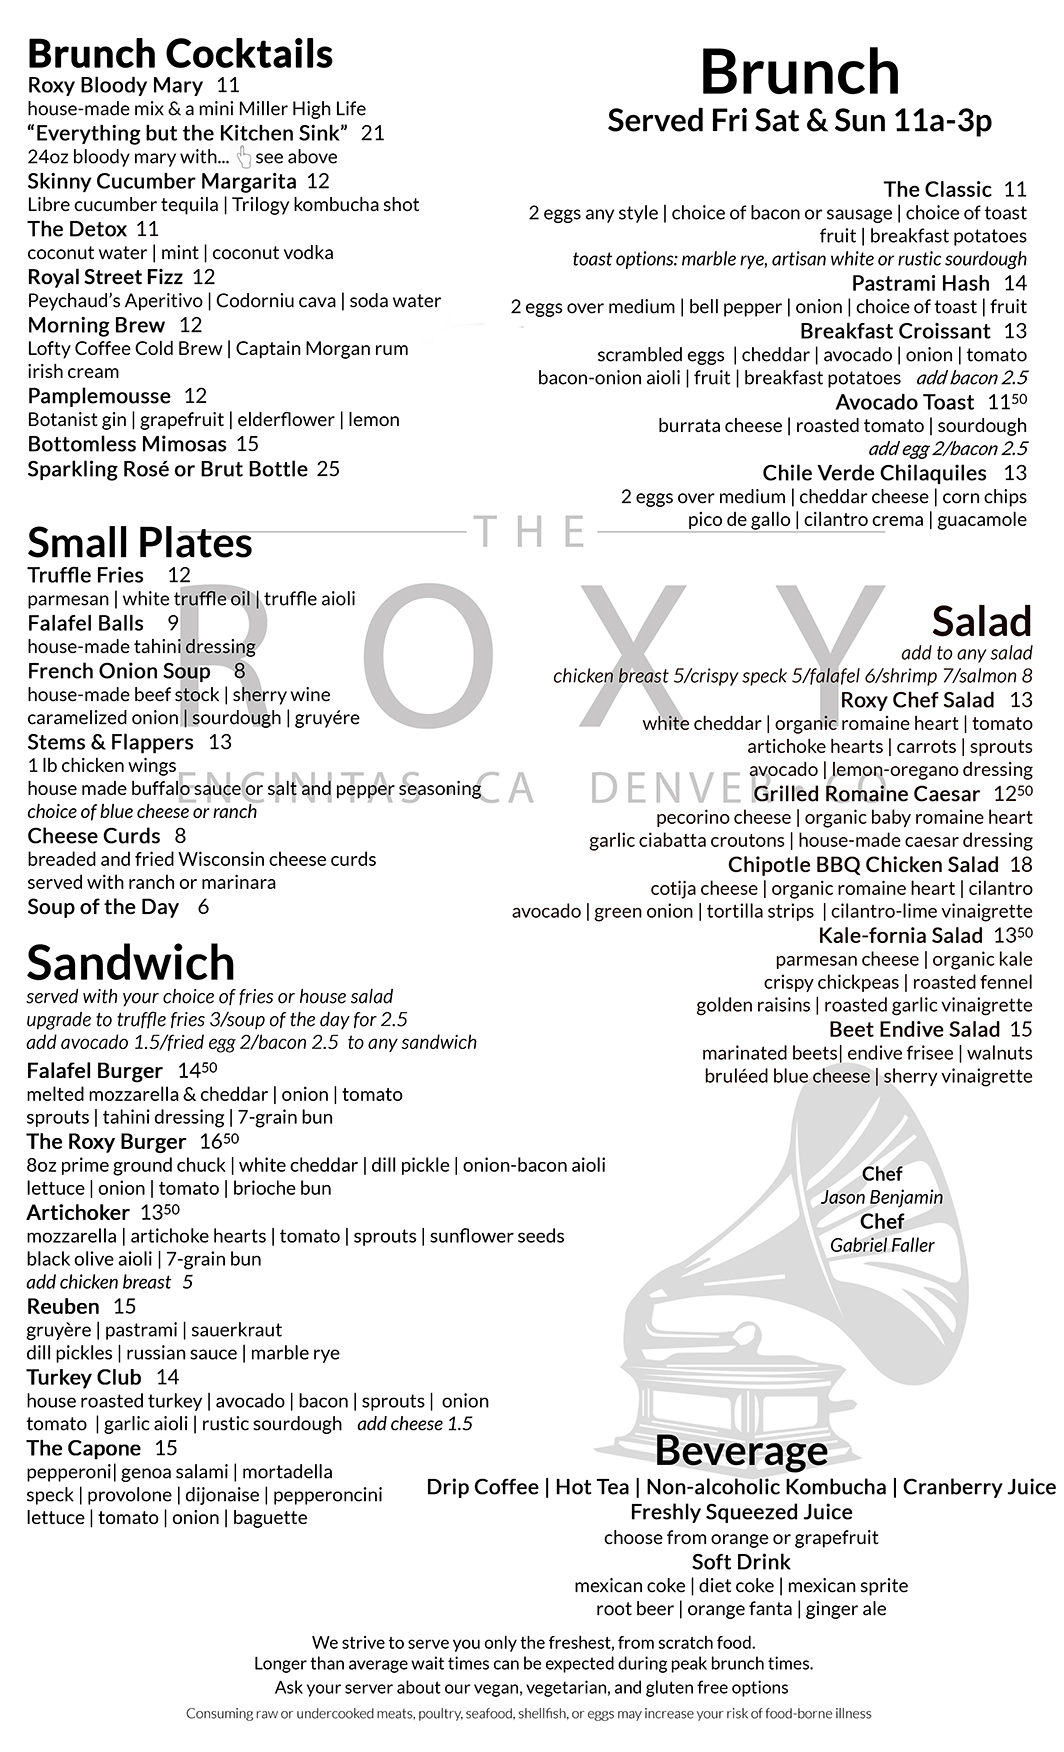 Brunch Cocktails
Roxy Bloody Mary 11
house-made mix & a mini Miller High Life
“Everything but the Kitchen Sink” 21
24oz bloody mary with... see above
Skinny Cucumber Margarita 12
Libre cucumber tequila | Trilogy kombucha shot
The Detox 11
coconut water | mint | coconut vodka
Royal Street Fizz 12
Peychaud’s Aperitivo | Codorniu cava | soda water
Morning Brew 12
Lofty Coffee Cold Brew | Captain Morgan rum
irish cream
Pamplemousse 12
Botanist gin | grapefruit | elderflower | lemon
Bottomless Mimosas 15
Sparkling Rosé or Brut Bottle 25
Brunch
Served Fri Sat & Sun 11a-3p
The Classic 11
2 eggs any style | choice of bacon or sausage | choice of toast
fruit | breakfast potatoes
toast options: marble rye, artisan white or rustic sourdough
Pastrami Hash 14
2 eggs over medium | bell pepper | onion | choice of toast | fruit
Breakfast Croissant 13
scrambled eggs | cheddar | avocado | onion | tomato
bacon-onion aioli | fruit | breakfast potatoes add bacon 2.5
Avocado Toast 11⁵⁰
burrata cheese | roasted tomato | sourdough
add egg 2/bacon 2.5
Chile Verde Chilaquiles 13
2 eggs over medium | cheddar cheese | corn chips
pico de gallo | cilantro crema | guacamole
THE
ROXY
ENCINITAS CA DENVER CO
Small Plates
Truffle Fries 12
parmesan | white truffle oil | truffle aioli
Falafel Balls 9
house-made tahini dressing
French Onion Soup 8
house-made beef stock | sherry wine
caramelized onion | sourdough | gruyére
Stems & Flappers 13
1 lb chicken wings
house made buffalo sauce or salt and pepper seasoning
choice of blue cheese or ranch
Cheese Curds 8
breaded and fried Wisconsin cheese curds
served with ranch or marinara
Soup of the Day 6
Salad
add to any salad
chicken breast 5/crispy speck 5/falafel 6/shrimp 7/salmon 8
Roxy Chef Salad 13
white cheddar | organic romaine heart | tomato
artichoke hearts | carrots | sprouts
avocado | lemon-oregano dressing
Grilled Romaine Caesar 12⁵⁰
pecorino cheese | organic baby romaine heart
garlic ciabatta croutons | house-made caesar dressing
Chipotle BBQ Chicken Salad 18
cotija cheese | organic romaine heart | cilantro
avocado | green onion | tortilla strips | cilantro-lime vinaigrette
Kale-fornia Salad 13⁵⁰
parmesan cheese | organic kale
crispy chickpeas | roasted fennel
golden raisins | roasted garlic vinaigrette
Beet Endive Salad 15
marinated beets| endive frisee | walnuts
bruléed blue cheese | sherry vinaigrette
Sandwich
served with your choice of fries or house salad
upgrade to truffle fries 3/soup of the day for 2.5
add avocado 1.5/fried egg 2/bacon 2.5 to any sandwich
Falafel Burger 14⁵⁰
melted mozzarella & cheddar | onion | tomato
sprouts | tahini dressing | 7-grain bun
The Roxy Burger 16⁵⁰
8oz prime ground chuck | white cheddar | dill pickle | onion-bacon aioli
lettuce | onion | tomato | brioche bun
Artichoker 13⁵⁰
mozzarella | artichoke hearts | tomato | sprouts | sunflower seeds
black olive aioli | 7-grain bun
add chicken breast 5
Reuben 15
gruyère | pastrami | sauerkraut
dill pickles | russian sauce | marble rye
Turkey Club 14
house roasted turkey | avocado | bacon | sprouts | onion
tomato | garlic aioli | rustic sourdough add cheese 1.5
The Capone 15
pepperoni| genoa salami | mortadella
speck | provolone | dijonaise | pepperoncini
lettuce | tomato | onion | baguette
Chef
Jason Benjamin
Chef
Gabriel Faller
Beverage
Drip Coffee | Hot Tea | Non-alcoholic Kombucha | Cranberry Juice
Freshly Squeezed Juice
choose from orange or grapefruit
Soft Drink
mexican coke | diet coke | mexican sprite
root beer | orange fanta | ginger ale
We strive to serve you only the freshest, from scratch food.
Longer than average wait times can be expected during peak brunch times.
Ask your server about our vegan, vegetarian, and gluten free options
Consuming raw or undercooked meats, poultry, seafood, shellfish, or eggs may increase your risk of food-borne illness